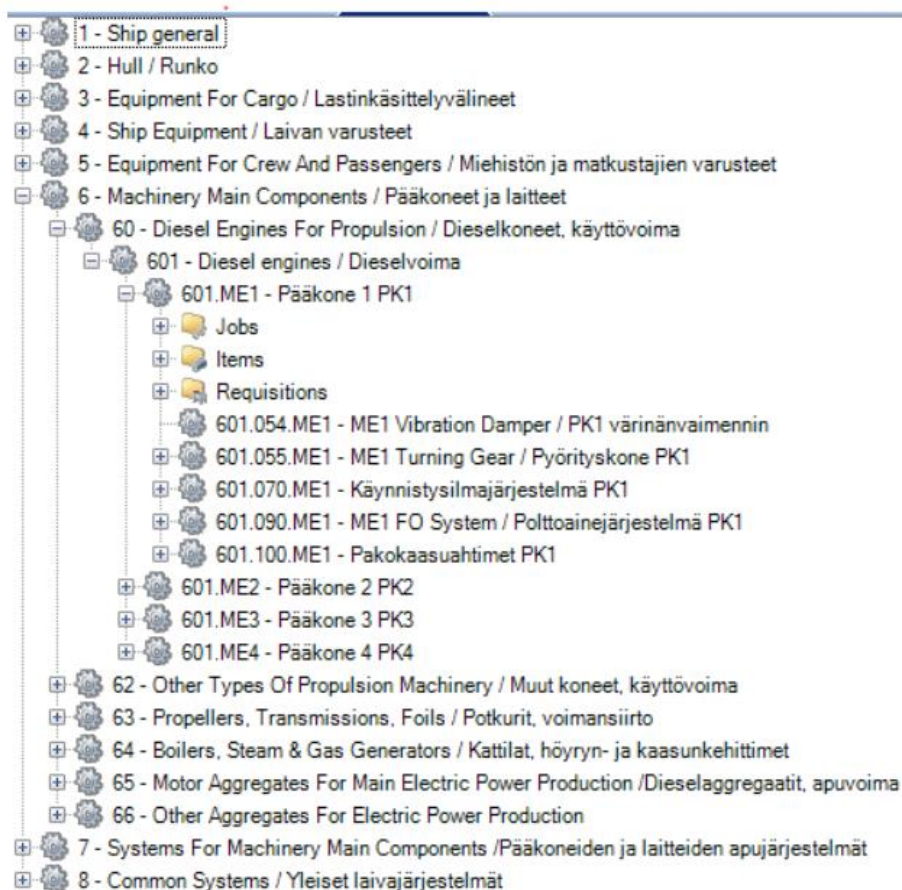 1 - Ship general
2 - Hull / Runko
3 - Equipment For Cargo / Lastinkäsittelyvälineet
4 - Ship Equipment / Laivan varusteet
5 - Equipment For Crew And Passengers / Miehistön ja matkustajien varusteet
6 - Machinery Main Components / Pääkoneet ja laitteet
60 - Diesel Engines For Propulsion / Dieselkoneet, käyttövoima
601 - Diesel engines / Dieselvoima
601.ME1 - Pääkone 1 PK1
Jobs
Items
Requisitions
601.054.ME1 - ME1 Vibration Damper / PK1 värinänvaimennin
601.055.ME1 - ME1 Turning Gear / Pyörityskone PK1
601.070.ME1 - Käynnistysilmajärjestelmä PK1
601.090.ME1 - ME1 FO System / Polttoainejärjestelmä PK1
601.100.ME1 - Pakokaasuahtimet PK1
601.ME2 - Pääkone 2 PK2
601.ME3 - Pääkone 3 PK3
601.ME4 - Pääkone 4 PK4
62 - Other Types Of Propulsion Machinery / Muut koneet, käyttövoima
63 - Propellers, Transmissions, Foils / Potkurit, voimansiirto
64 - Boilers, Steam & Gas Generators / Kattilat, höyryn- ja kaasunkehittimet
65 - Motor Aggregates For Main Electric Power Production /Dieselaggregaatit, apuvoima
66 - Other Aggregates For Electric Power Production
7 - Systems For Machinery Main Components /Pääkoneiden ja laitteiden apujärjestelmät
8 - Common Systems / Yleiset laivajärjestelmät